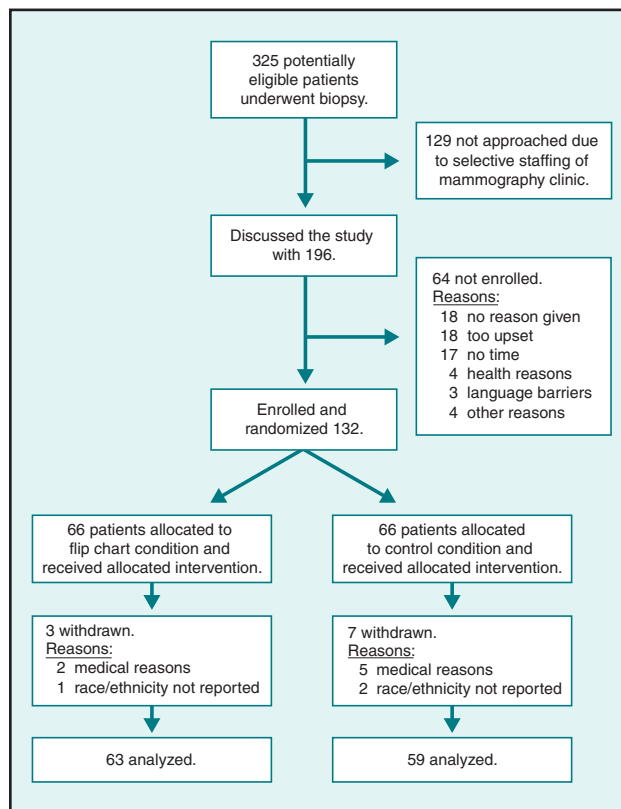 325 potentially
eligible patients
underwent biopsy.
129 not approached due
to selective staffing of
mammography clinic.
Discussed the study
with 196.
64 not enrolled.
Reasons:
18 no reason given
18 too upset
17 no time
4 health reasons
3 language barriers
4 other reasons
Enrolled and
randomized 132.
66 patients allocated to
flip chart condition and
received allocated intervention.
66 patients allocated
to control condition and
received allocated intervention.
3 withdrawn.
Reasons:
2 medical reasons
1 race/ethnicity not reported
7 withdrawn.
Reasons:
5 medical reasons
2 race/ethnicity not reported
63 analyzed.
59 analyzed.